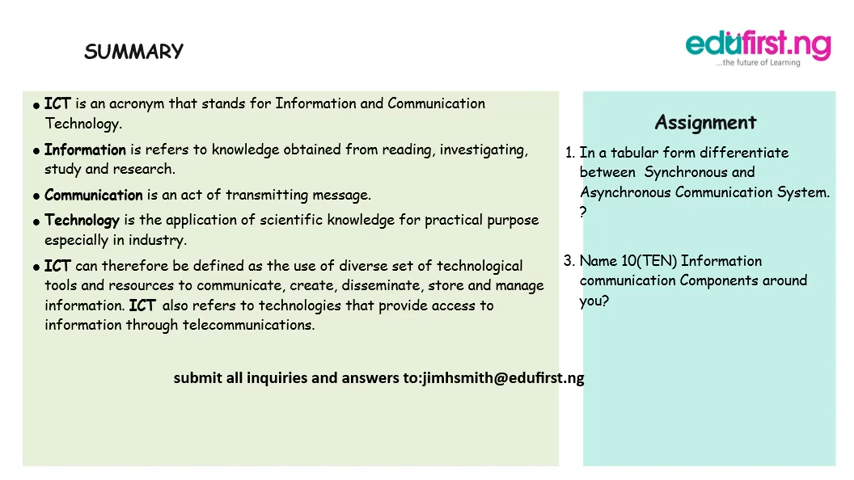 SUMMARY
edufirst.ng
...the future of Learning
• ICT is an acronym that stands for Information and Communication
Technology.
• Information is refers to knowledge obtained from reading, investigating,
study and research.
• Communication is an act of transmitting message.
• Technology is the application of scientific knowledge for practical purpose
especially in industry.
• ICT can therefore be defined as the use of diverse set of technological
tools and resources to communicate, create, disseminate, store and manage
information. ICT also refers to technologies that provide access to
information through telecommunications.
submit all inquiries and answers to:jimhsmith@edufirst.ng
Assignment
1. In a tabular form differentiate
between Synchronous and
Asynchronous Communication System.
?
3. Name 10(TEN) Information
communication Components around
you?